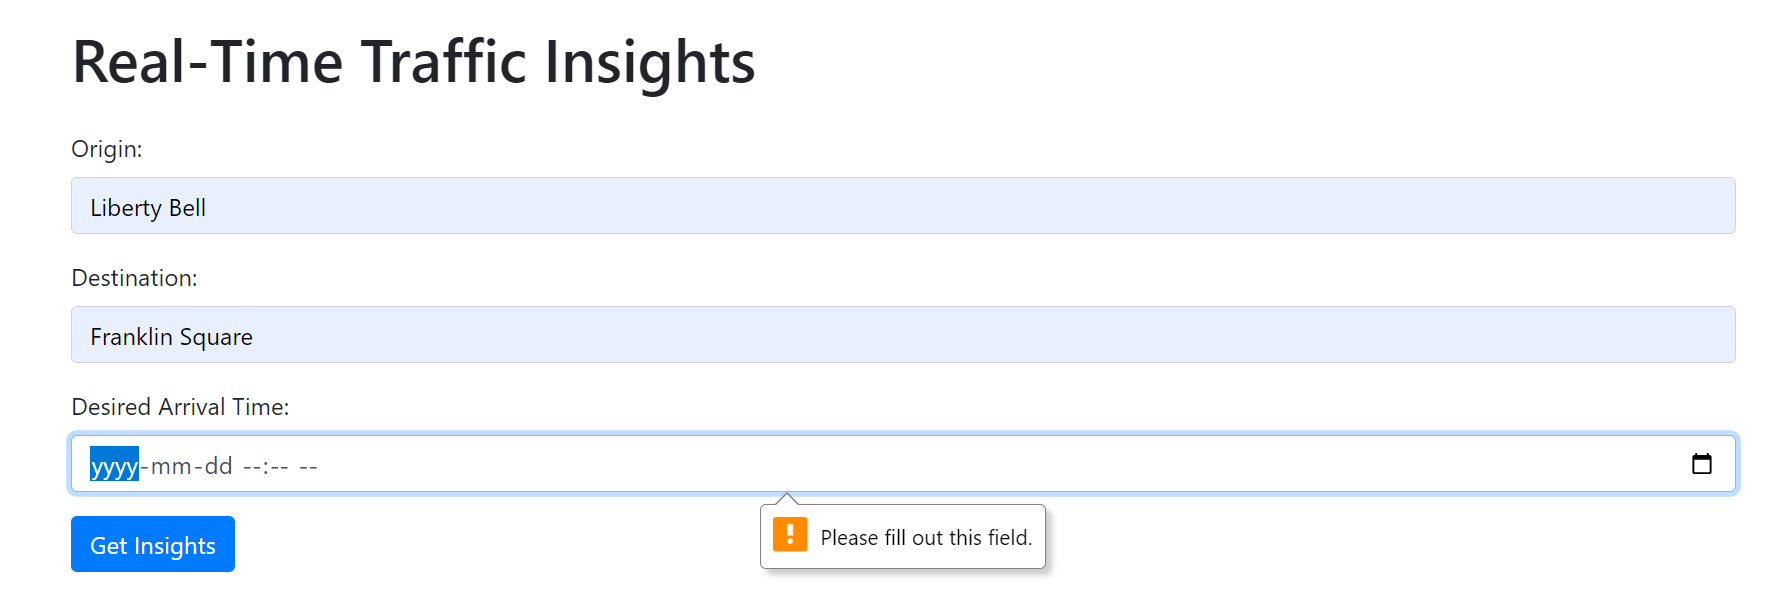 Real-Time Traffic Insights
Origin:
Liberty Bell
Destination:
Franklin Square
Desired Arrival Time:
yyyy-mm-dd --:-- --
Please fill out this field.
Get Insights